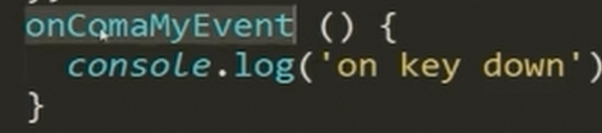 onComaMyEvent () {
console.log('on key down')
}